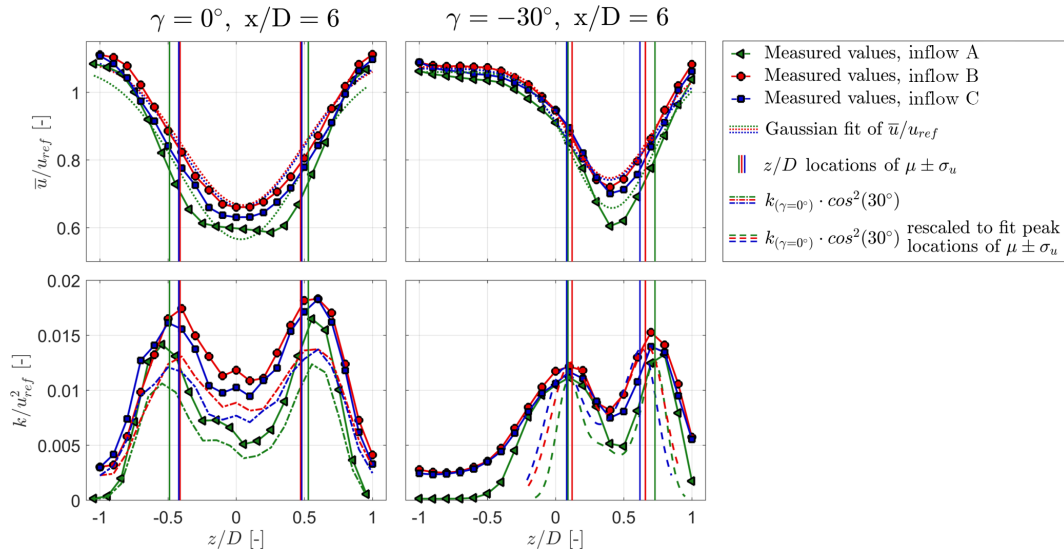 γ = 0°, x/D = 6
γ = −30°, x/D = 6
u̅/u_ref [-]
1
0.8
0.6
Measured values, inflow A
Measured values, inflow B
Measured values, inflow C
Gaussian fit of u̅/u_ref
z/D locations of μ ± σ_u
k_(γ=0°) · cos²(30°)
k_(γ=0°) · cos²(30°) rescaled to fit peak
locations of μ ± σ_u
k/u²_ref [-]
0.02
0.015
0.01
0.005
0
-1 -0.5 0 0.5 1
-1 -0.5 0 0.5 1
z/D [-]
z/D [-]